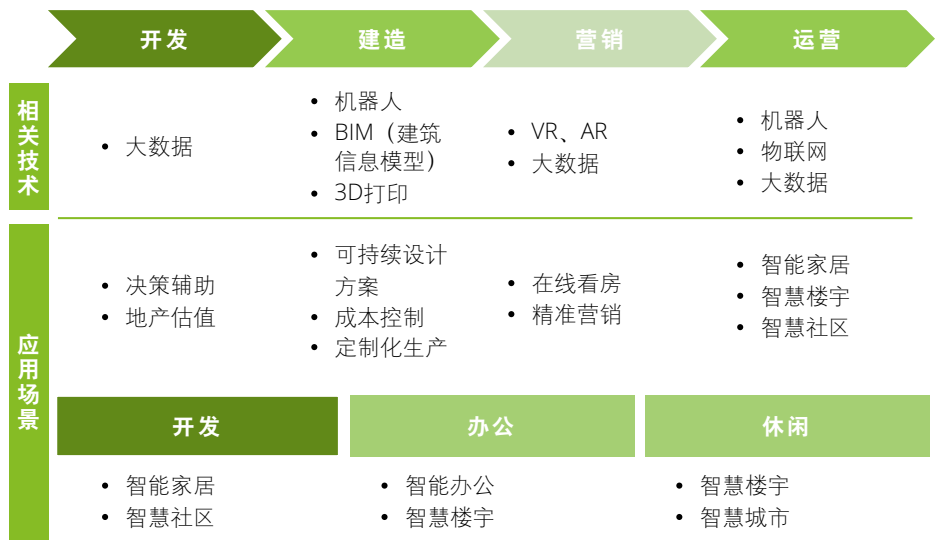 开发
建造
营销
运营
相关技术
• 大数据
• 机器人
• BIM（建筑
信息模型）
• 3D打印
• VR、AR
• 大数据
• 机器人
• 物联网
• 大数据
应用场景
• 决策辅助
• 地产估值
• 可持续设计
方案
• 成本控制
• 定制化生产
• 在线看房
• 精准营销
• 智能家居
• 智慧楼宇
• 智慧社区
开发
办公
休闲
• 智能家居
• 智慧社区
• 智能办公
• 智慧楼宇
• 智慧楼宇
• 智慧城市